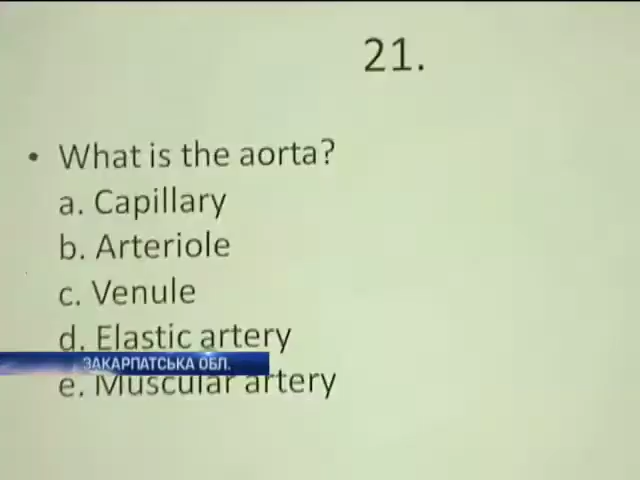 21.
• What is the aorta?
a. Capillary
b. Arteriole
c. Venule
d. Elastic artery
ЗАКАРПАТСЬКА ОБЛ.
e. Muscular artery